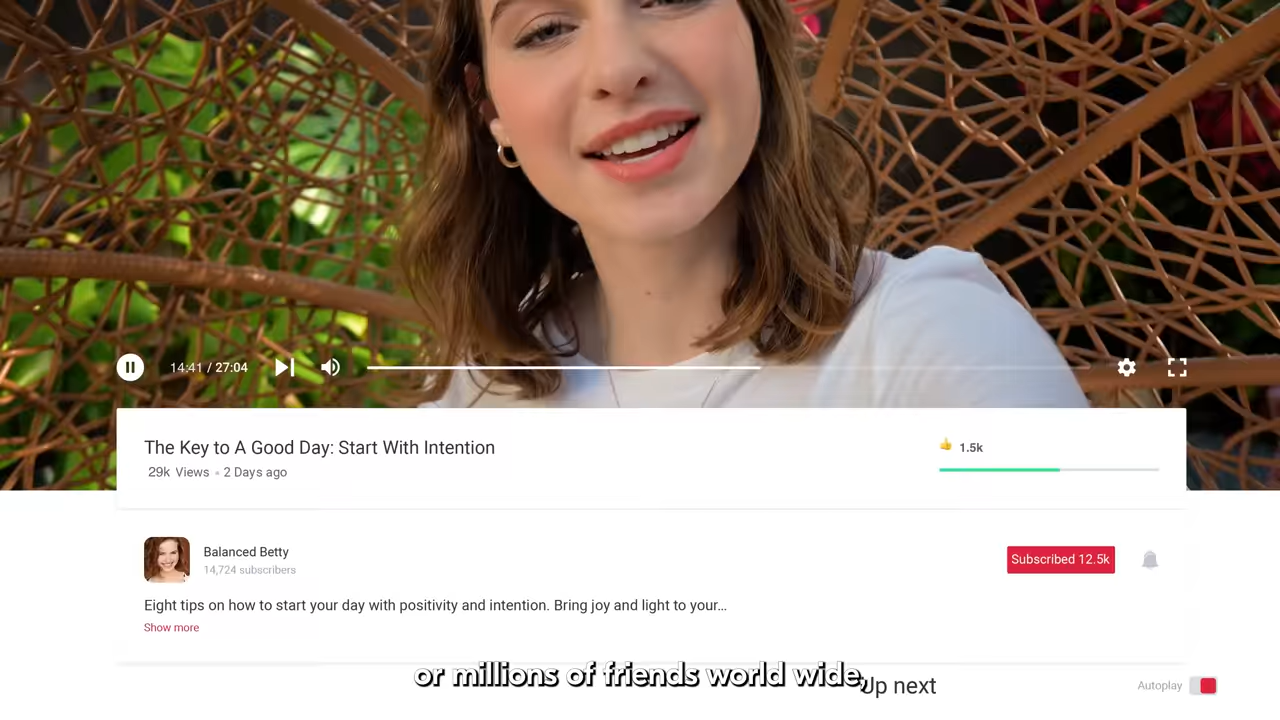 14:41 / 27:04
The Key to A Good Day: Start With Intention
1.5k
29k Views • 2 Days ago
Balanced Betty
14,724 subscribers
Subscribed 12.5k
Eight tips on how to start your day with positivity and intention. Bring joy and light to your...
Show more
or millions of friends world wide,
Up next
Autoplay